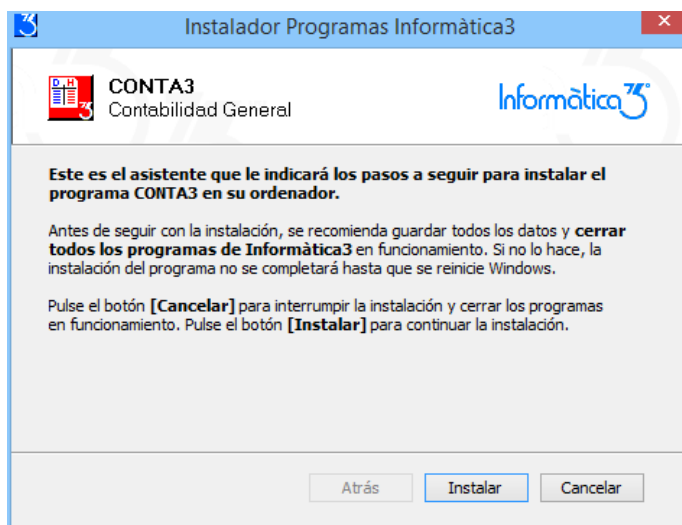 Instalador Programas Informàtica3
CONTA3
Contabilidad General
Informàtica3
Este es el asistente que le indicará los pasos a seguir para instalar el
programa CONTA3 en su ordenador.
Antes de seguir con la instalación, se recomienda guardar todos los datos y cerrar
todos los programas de Informàtica3 en funcionamiento. Si no lo hace, la
instalación del programa no se completará hasta que se reinicie Windows.
Pulse el botón [Cancelar] para interrumpir la instalación y cerrar los programas
en funcionamiento. Pulse el botón [Instalar] para continuar la instalación.
Atrás Instalar Cancelar